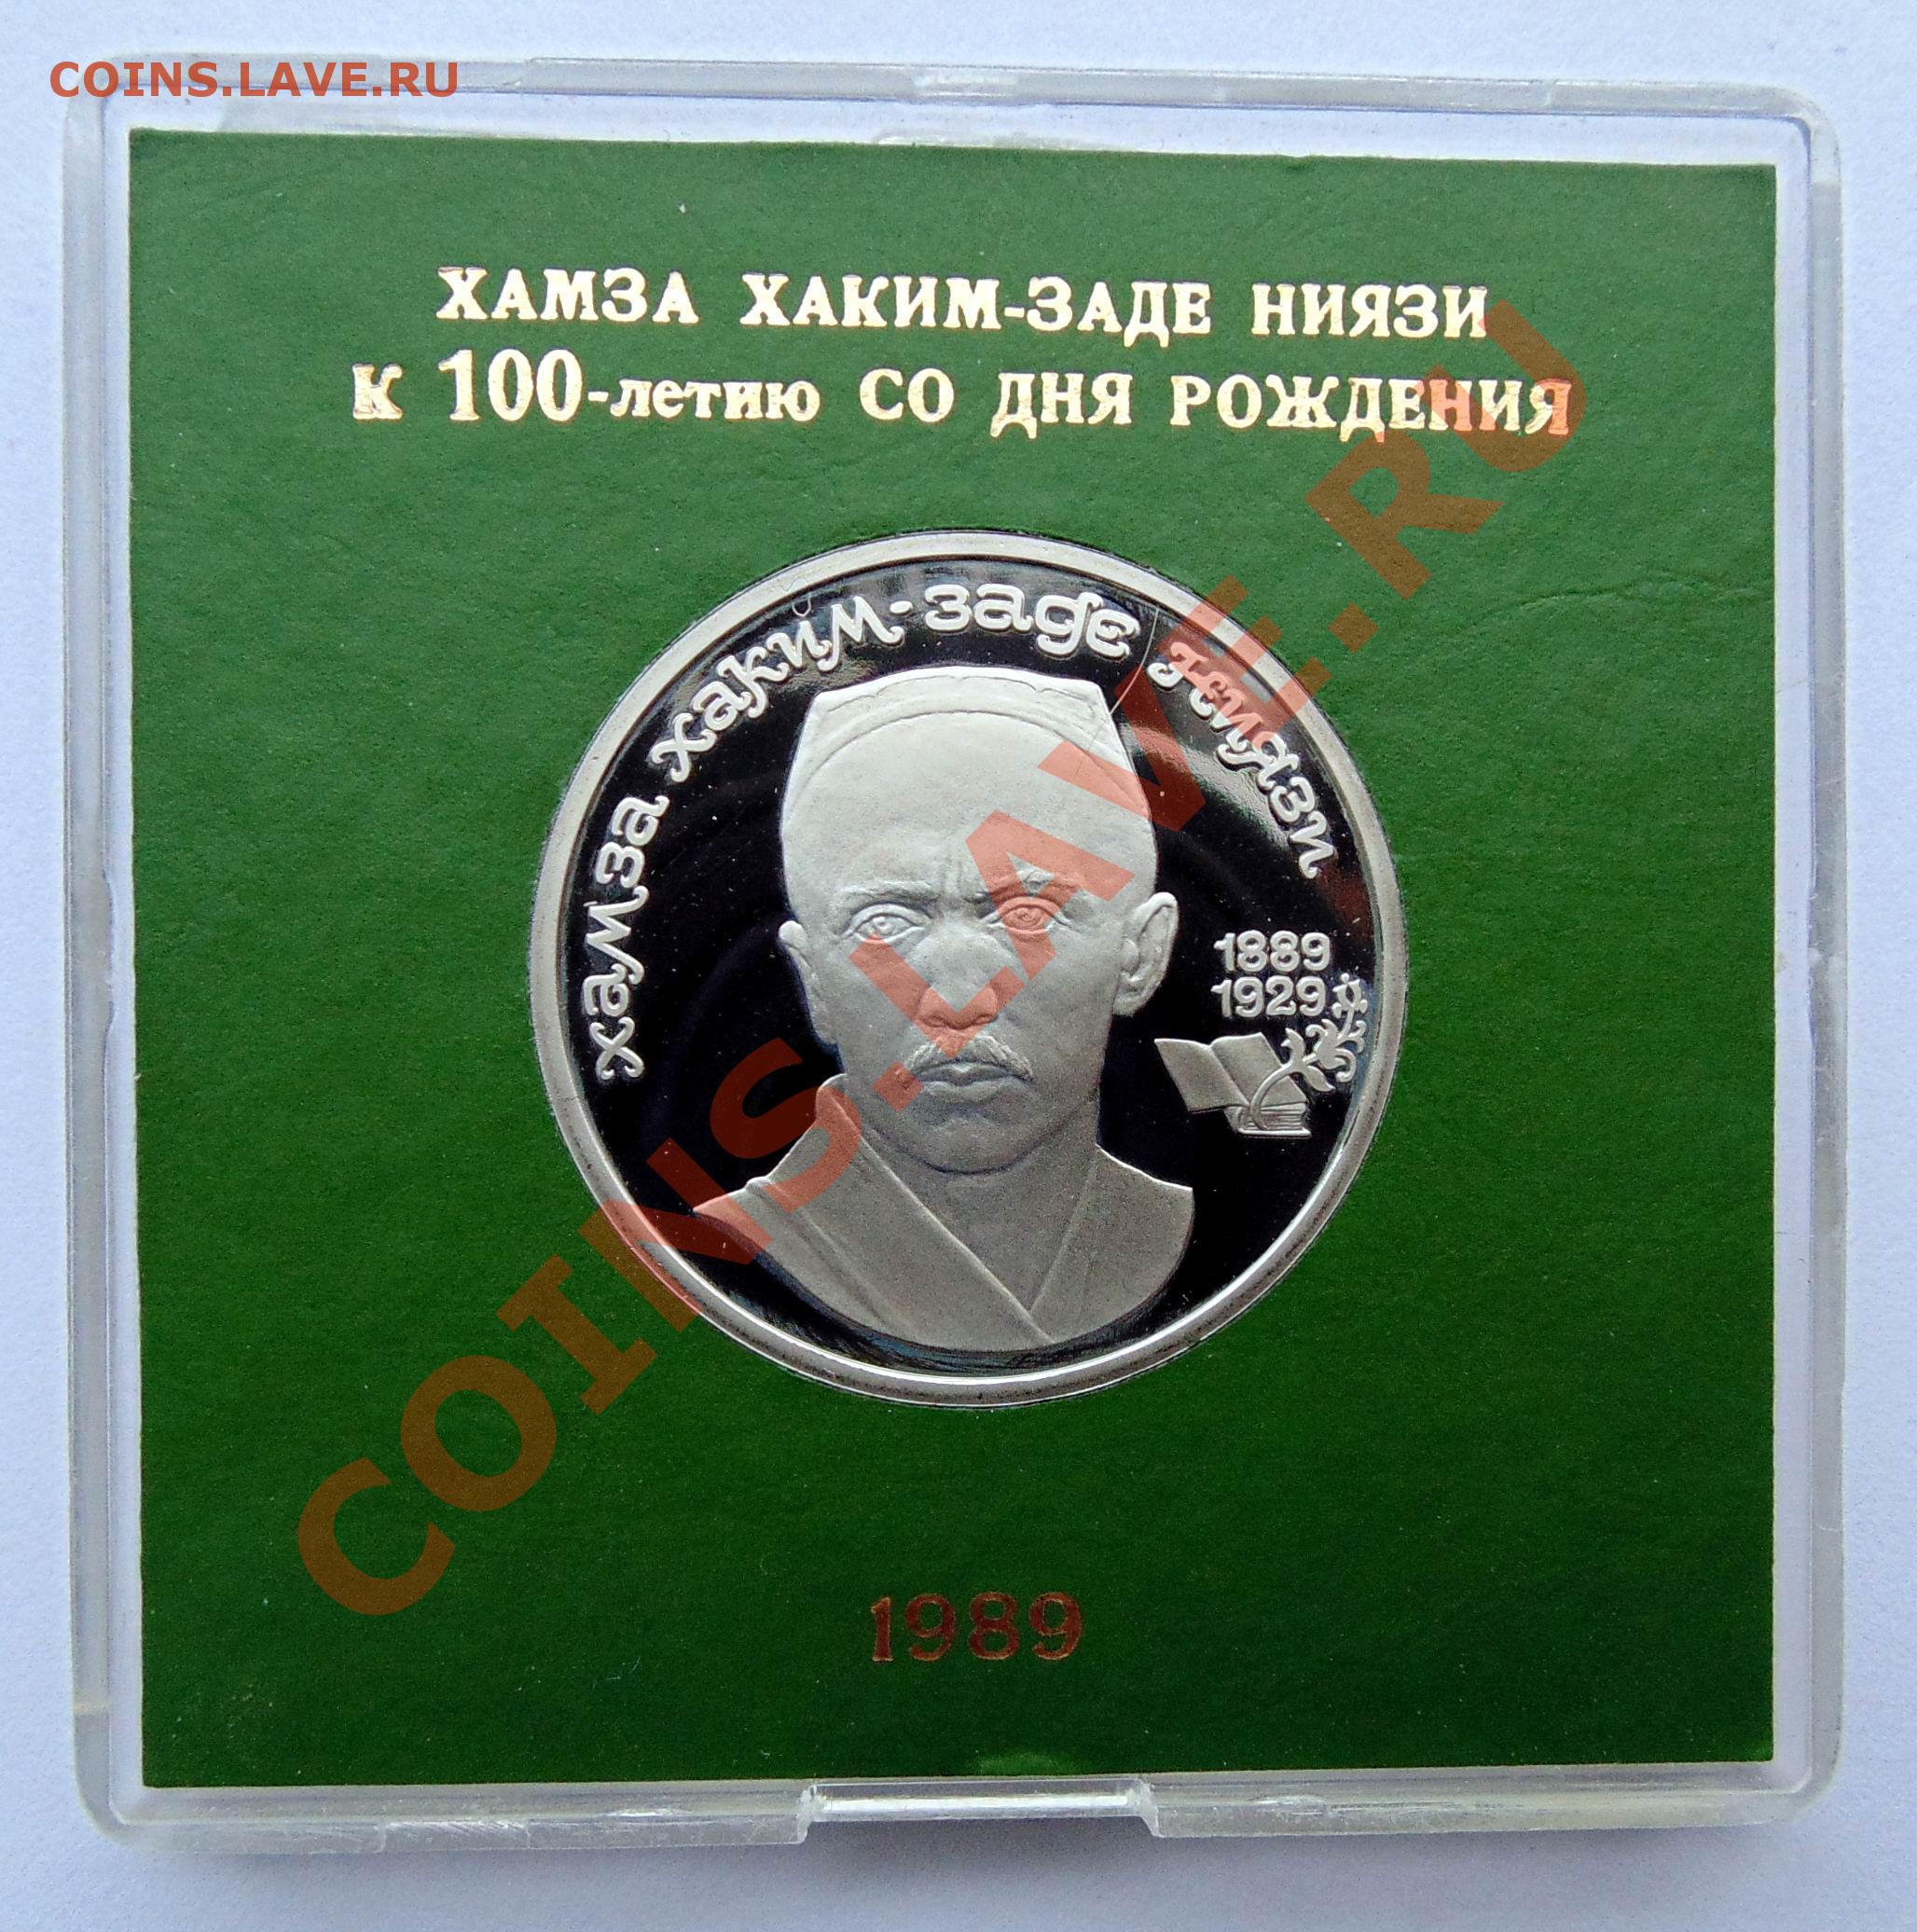 COINS.LAVE.RU
ХАМЗА ХАКИМ-ЗАДЕ НИЯЗИ
К 100-летию СО ДНЯ РОЖДЕНИЯ
хамза хаким-заде ниязи
1889
1929
COINS.LAVE.RU
1989